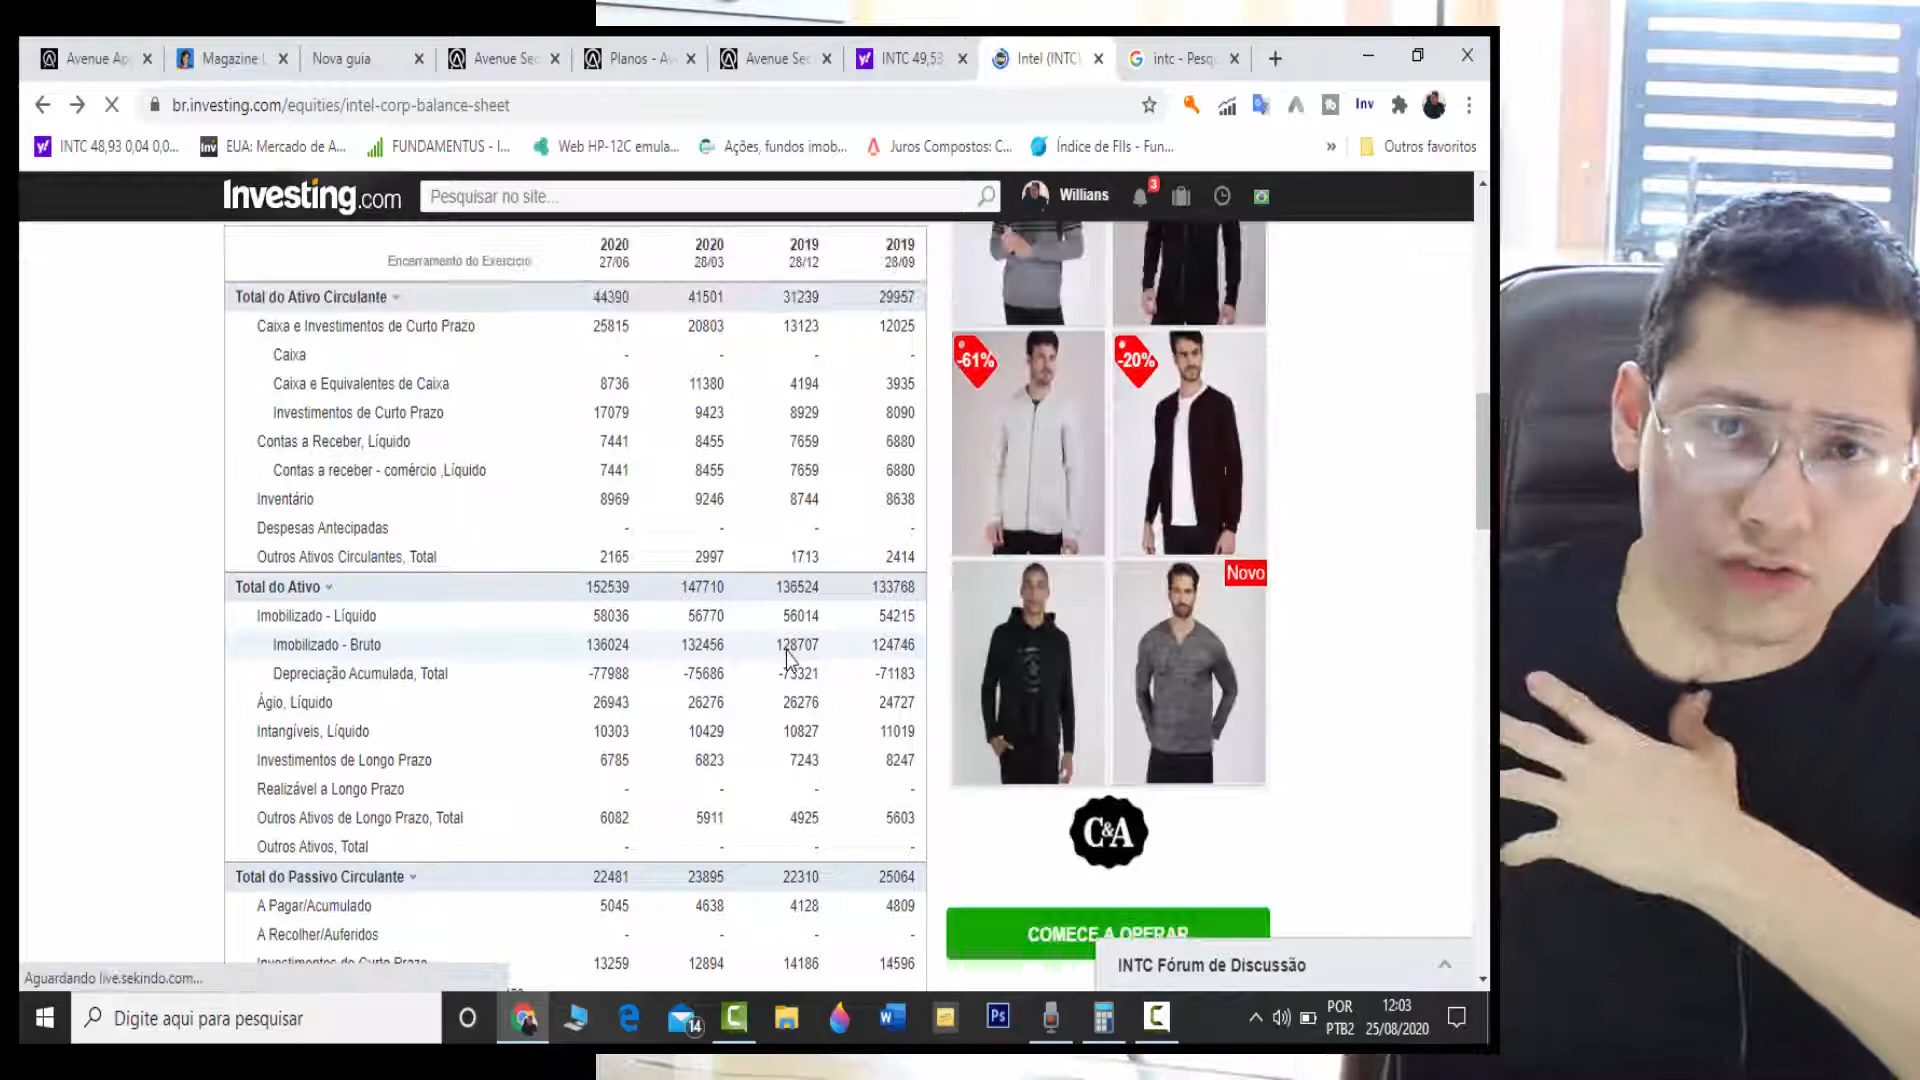 Avenue Ap
Magazine L
Nova guia
Avenue Sec
Planos - Av
Avenue Sec
INTC 49,53
Intel (INTC)
intc - Pesq
br.investing.com/equities/intel-corp-balance-sheet
Inv
INTC 48,93 0,04 0,0...
EUA: Mercado de A...
FUNDAMENTUS - I...
Web HP-12C emula...
Ações, fundos imob...
Juros Compostos: C...
Índice de FIIs - Fun...
Outros favoritos
Investing.com
Pesquisar no site...
Willians
3
2020 2020 2019 2019
Encerramento do Exercício 27/06 28/03 28/12 28/09
Total do Ativo Circulante 44390 41501 31239 29957
Caixa e Investimentos de Curto Prazo 25815 20803 13123 12025
Caixa - - - -
Caixa e Equivalentes de Caixa 8736 11380 4194 3935
Investimentos de Curto Prazo 17079 9423 8929 8090
Contas a Receber, Líquido 7441 8455 7659 6880
Contas a receber - comércio ,Líquido 7441 8455 7659 6880
Inventário 8969 9246 8744 8638
Despesas Antecipadas - - - -
Outros Ativos Circulantes, Total 2165 2997 1713 2414
Total do Ativo 152539 147710 136524 133768
Imobilizado - Líquido 58036 56770 56014 54215
Imobilizado - Bruto 136024 132456 128707 124746
Depreciação Acumulada, Total -77988 -75686 -73321 -71183
Ágio, Líquido 26943 26276 26276 24727
Intangíveis, Líquido 10303 10429 10827 11019
Investimentos de Longo Prazo 6785 6823 7243 8247
Realizável a Longo Prazo - - - -
Outros Ativos de Longo Prazo, Total 6082 5911 4925 5603
Outros Ativos, Total - - - -
Total do Passivo Circulante 22481 23895 22310 25064
A Pagar/Acumulado 5045 4638 4128 4809
A Recolher/Auferidos - - - -
Investimentos de Curto Prazo 13259 12894 14186 14596
-61%
-20%
Novo
C&A
COMECE A OPERAR
INTC Fórum de Discussão
Aguardando live.sekindo.com...
Digite aqui para pesquisar
14
Ps
POR
PTB2
12:03
25/08/2020